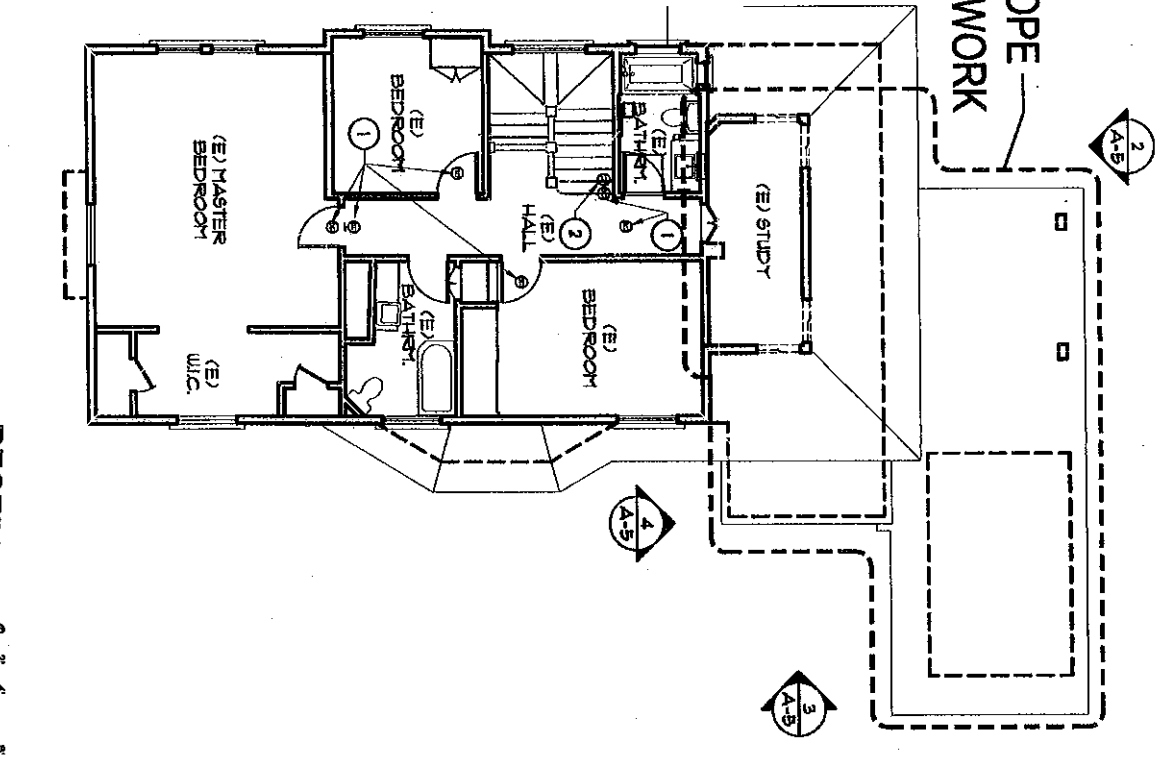 OPE
WORK
2
A-5
(E)
BEDROOM
(E)
BATHRM.
(E) MASTER
BEDROOM
1
(E) STUDY
(E)
HALL
2
1
(E)
BATHRM.
(E)
BEDROOM
(E)
W.I.C.
4
A-5
3
A-5